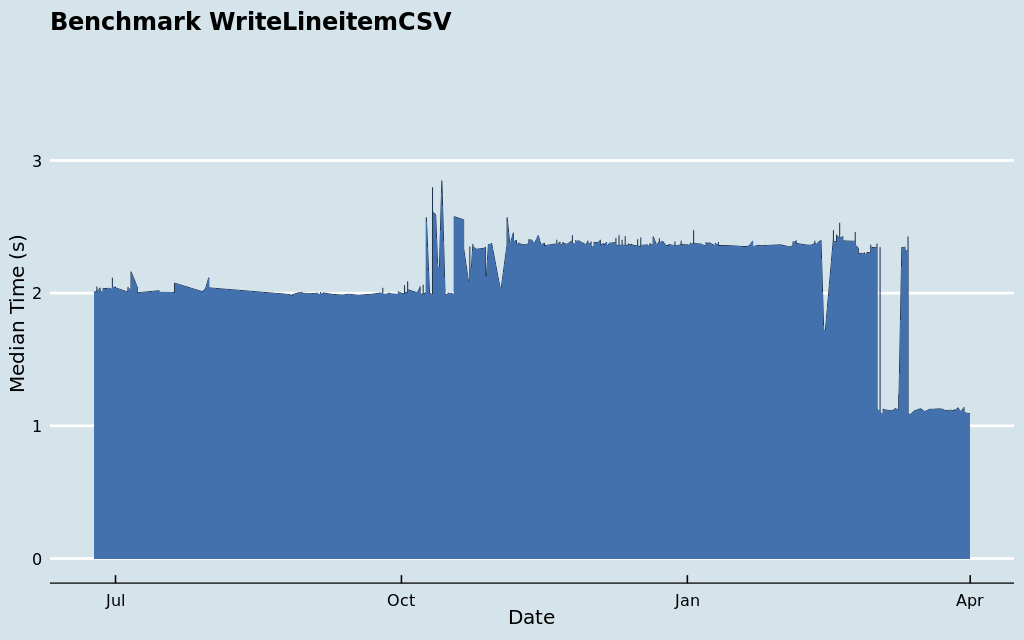 Benchmark WriteLineitemCSV
Median Time (s)
3
2
1
0
Jul
Oct
Jan
Apr
Date